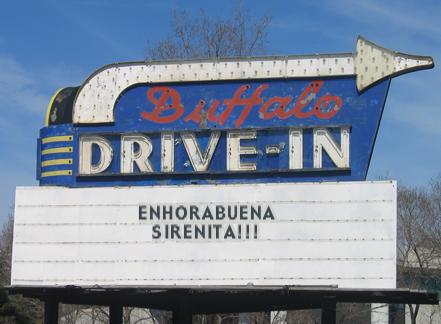 Buffalo
DRIVE-IN
ENHORABUENA
SIRENITA!!!